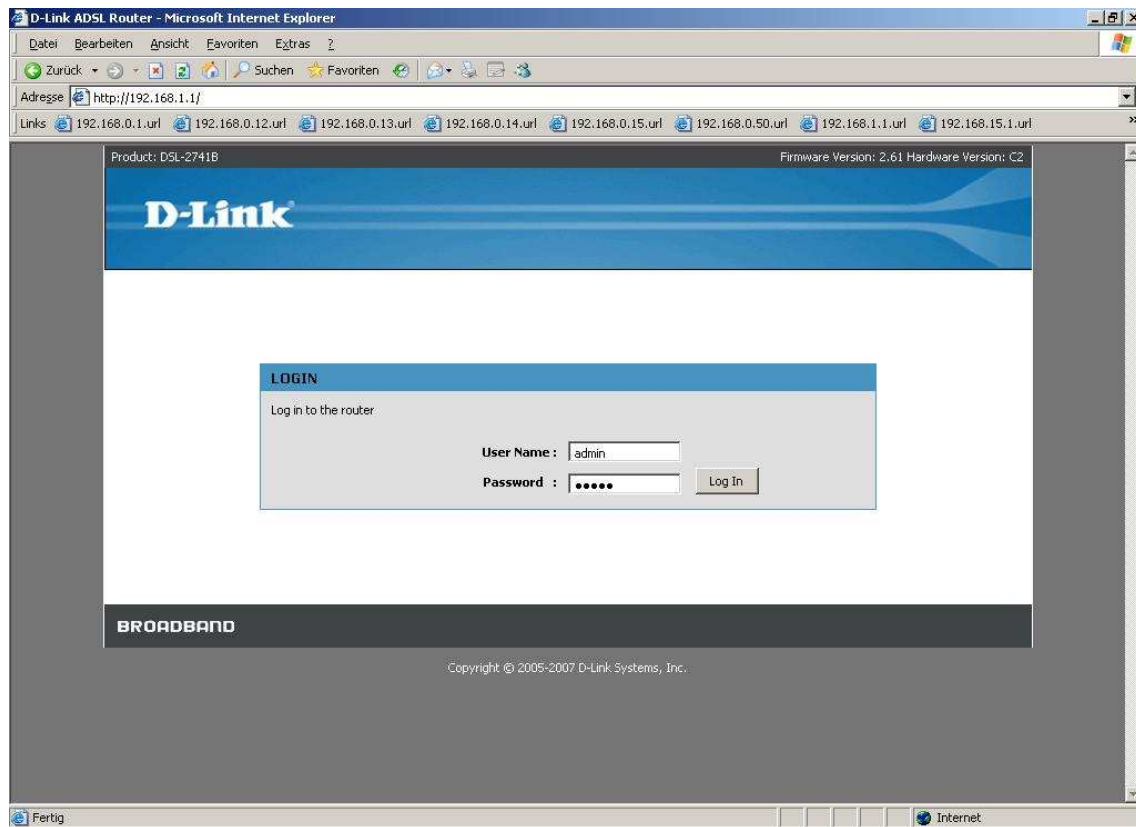 D-Link ADSL Router - Microsoft Internet Explorer
Datei Bearbeiten Ansicht Favoriten Extras ?
Zurück Suchen Favoriten
Adresse http://192.168.1.1/
Links 192.168.0.1.url 192.168.0.12.url 192.168.0.13.url 192.168.0.14.url 192.168.0.15.url 192.168.0.50.url 192.168.1.1.url 192.168.15.1.url »
Product: DSL-2741B Firmware Version: 2.61 Hardware Version: C2
D-Link
LOGIN
Log in to the router
User Name : admin
Password : ●●●●● Log In
BROADBAND
Copyright © 2005-2007 D-Link Systems, Inc.
Fertig Internet